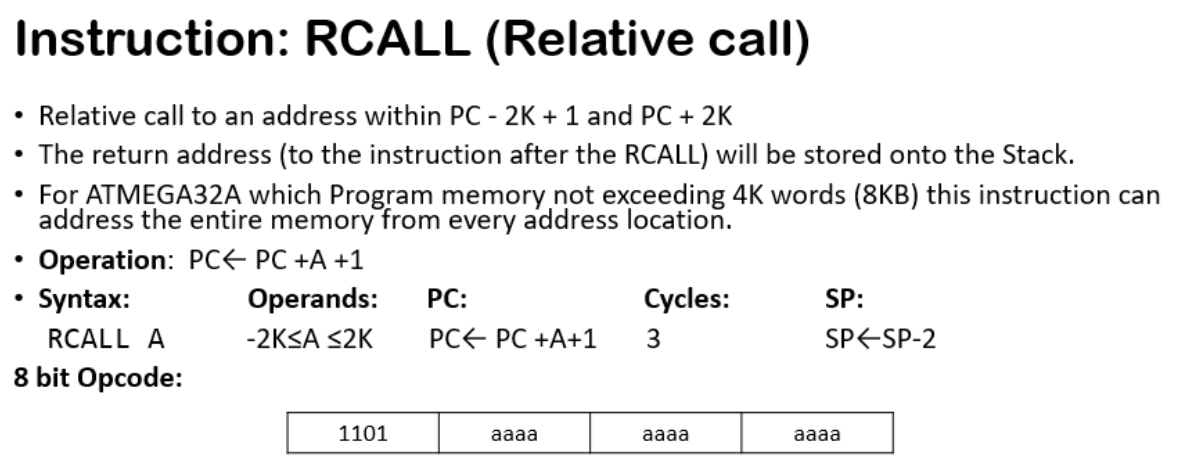 Instruction: RCALL (Relative call)
• Relative call to an address within PC - 2K + 1 and PC + 2K
• The return address (to the instruction after the RCALL) will be stored onto the Stack.
• For ATMEGA32A which Program memory not exceeding 4K words (8KB) this instruction can
address the entire memory from every address location.
• Operation: PC← PC +A +1
• Syntax: Operands: PC: Cycles: SP:
RCALL A -2K≤A ≤2K PC← PC +A+1 3 SP←SP-2
8 bit Opcode:
1101 aaaa aaaa aaaa